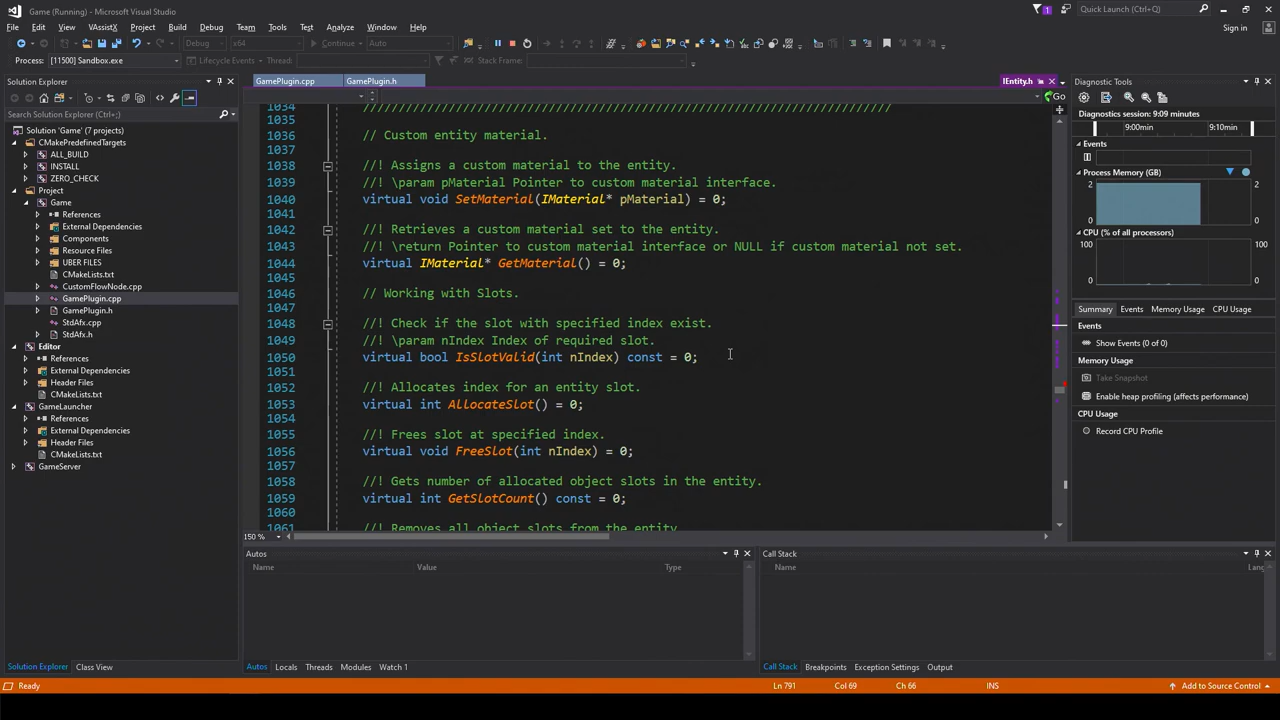 Game (Running) - Microsoft Visual Studio
1
Quick Launch (Ctrl+Q)
File Edit View VAssistX Project Build Debug Team Tools Test Analyze Window Help
Sign in
Debug x64 Continue Auto
Process: [11500] Sandbox.exe Lifecycle Events Thread: Stack Frame:
Solution Explorer
Search Solution Explorer (Ctrl+;)
Solution 'Game' (7 projects)
CMakePredefinedTargets
ALL_BUILD
INSTALL
ZERO_CHECK
Project
Game
References
External Dependencies
Components
Resource Files
UBER FILES
CMakeLists.txt
CustomFlowNode.cpp
GamePlugin.cpp
GamePlugin.h
StdAfx.cpp
StdAfx.h
Editor
References
External Dependencies
Header Files
CMakeLists.txt
GameLauncher
References
External Dependencies
Header Files
CMakeLists.txt
GameServer
Solution Explorer Class View
GamePlugin.cpp GamePlugin.h IEntity.h
Go
1034 //////////////////////////////////////////////////////////////////////////
1035
1036 // Custom entity material.
1037
1038 //! Assigns a custom material to the entity.
1039 //! \param pMaterial Pointer to custom material interface.
1040 virtual void SetMaterial(IMaterial* pMaterial) = 0;
1041
1042 //! Retrieves a custom material set to the entity.
1043 //! \return Pointer to custom material interface or NULL if custom material not set.
1044 virtual IMaterial* GetMaterial() = 0;
1045
1046 // Working with Slots.
1047
1048 //! Check if the slot with specified index exist.
1049 //! \param nIndex Index of required slot.
1050 virtual bool IsSlotValid(int nIndex) const = 0;
1051
1052 //! Allocates index for an entity slot.
1053 virtual int AllocateSlot() = 0;
1054
1055 //! Frees slot at specified index.
1056 virtual void FreeSlot(int nIndex) = 0;
1057
1058 //! Gets number of allocated object slots in the entity.
1059 virtual int GetSlotCount() const = 0;
1060
1061 //! Removes all object slots from the entity
150 %
Autos
Name Value Type
Autos Locals Threads Modules Watch 1
Call Stack
Name Lang
Call Stack Breakpoints Exception Settings Output
Diagnostic Tools
Diagnostics session: 9:09 minutes
9:00min 9:10min
Events
Process Memory (GB)
2 2
0 0
CPU (% of all processors)
100 100
0 0
Summary Events Memory Usage CPU Usage
Events
Show Events (0 of 0)
Memory Usage
Take Snapshot
Enable heap profiling (affects performance)
CPU Usage
Record CPU Profile
Ready Ln 791 Col 69 Ch 66 INS Add to Source Control